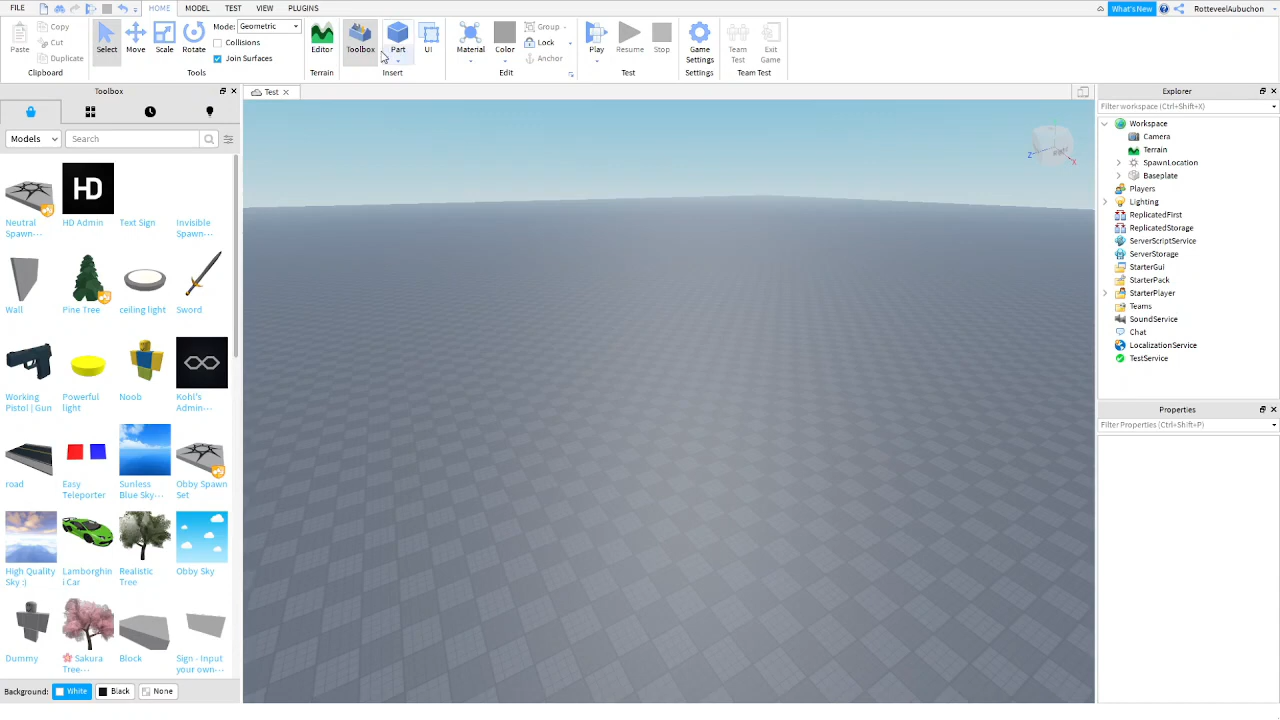 FILE HOME MODEL TEST VIEW PLUGINS What's New RotteveelAubuchon
Paste Copy Cut Duplicate Clipboard
Select Move Scale Rotate Mode: Geometric Collisions Join Surfaces Tools
Editor Terrain
Toolbox Part UI Insert
Material Color Group Lock Anchor Edit
Play Resume Stop Test
Game Settings Settings
Team Test Exit Game Team Test
Toolbox
Models Search
Neutral Spawn... HD Admin Text Sign Invisible Spawn...
Wall Pine Tree ceiling light Sword
Working Pistol | Gun Powerful light Noob Kohl's Admin...
road Easy Teleporter Sunless Blue Sky... Obby Spawn Set
High Quality Sky :) Lamborghini Car Realistic Tree Obby Sky
Dummy 🌸 Sakura Tree... Block Sign - Input your own...
Background: White Black None
Test
Explorer
Filter workspace (Ctrl+Shift+X)
Workspace
Camera
Terrain
SpawnLocation
Baseplate
Players
Lighting
ReplicatedFirst
ReplicatedStorage
ServerScriptService
ServerStorage
StarterGui
StarterPack
StarterPlayer
Teams
SoundService
Chat
LocalizationService
TestService
Properties
Filter Properties (Ctrl+Shift+P)
Z X